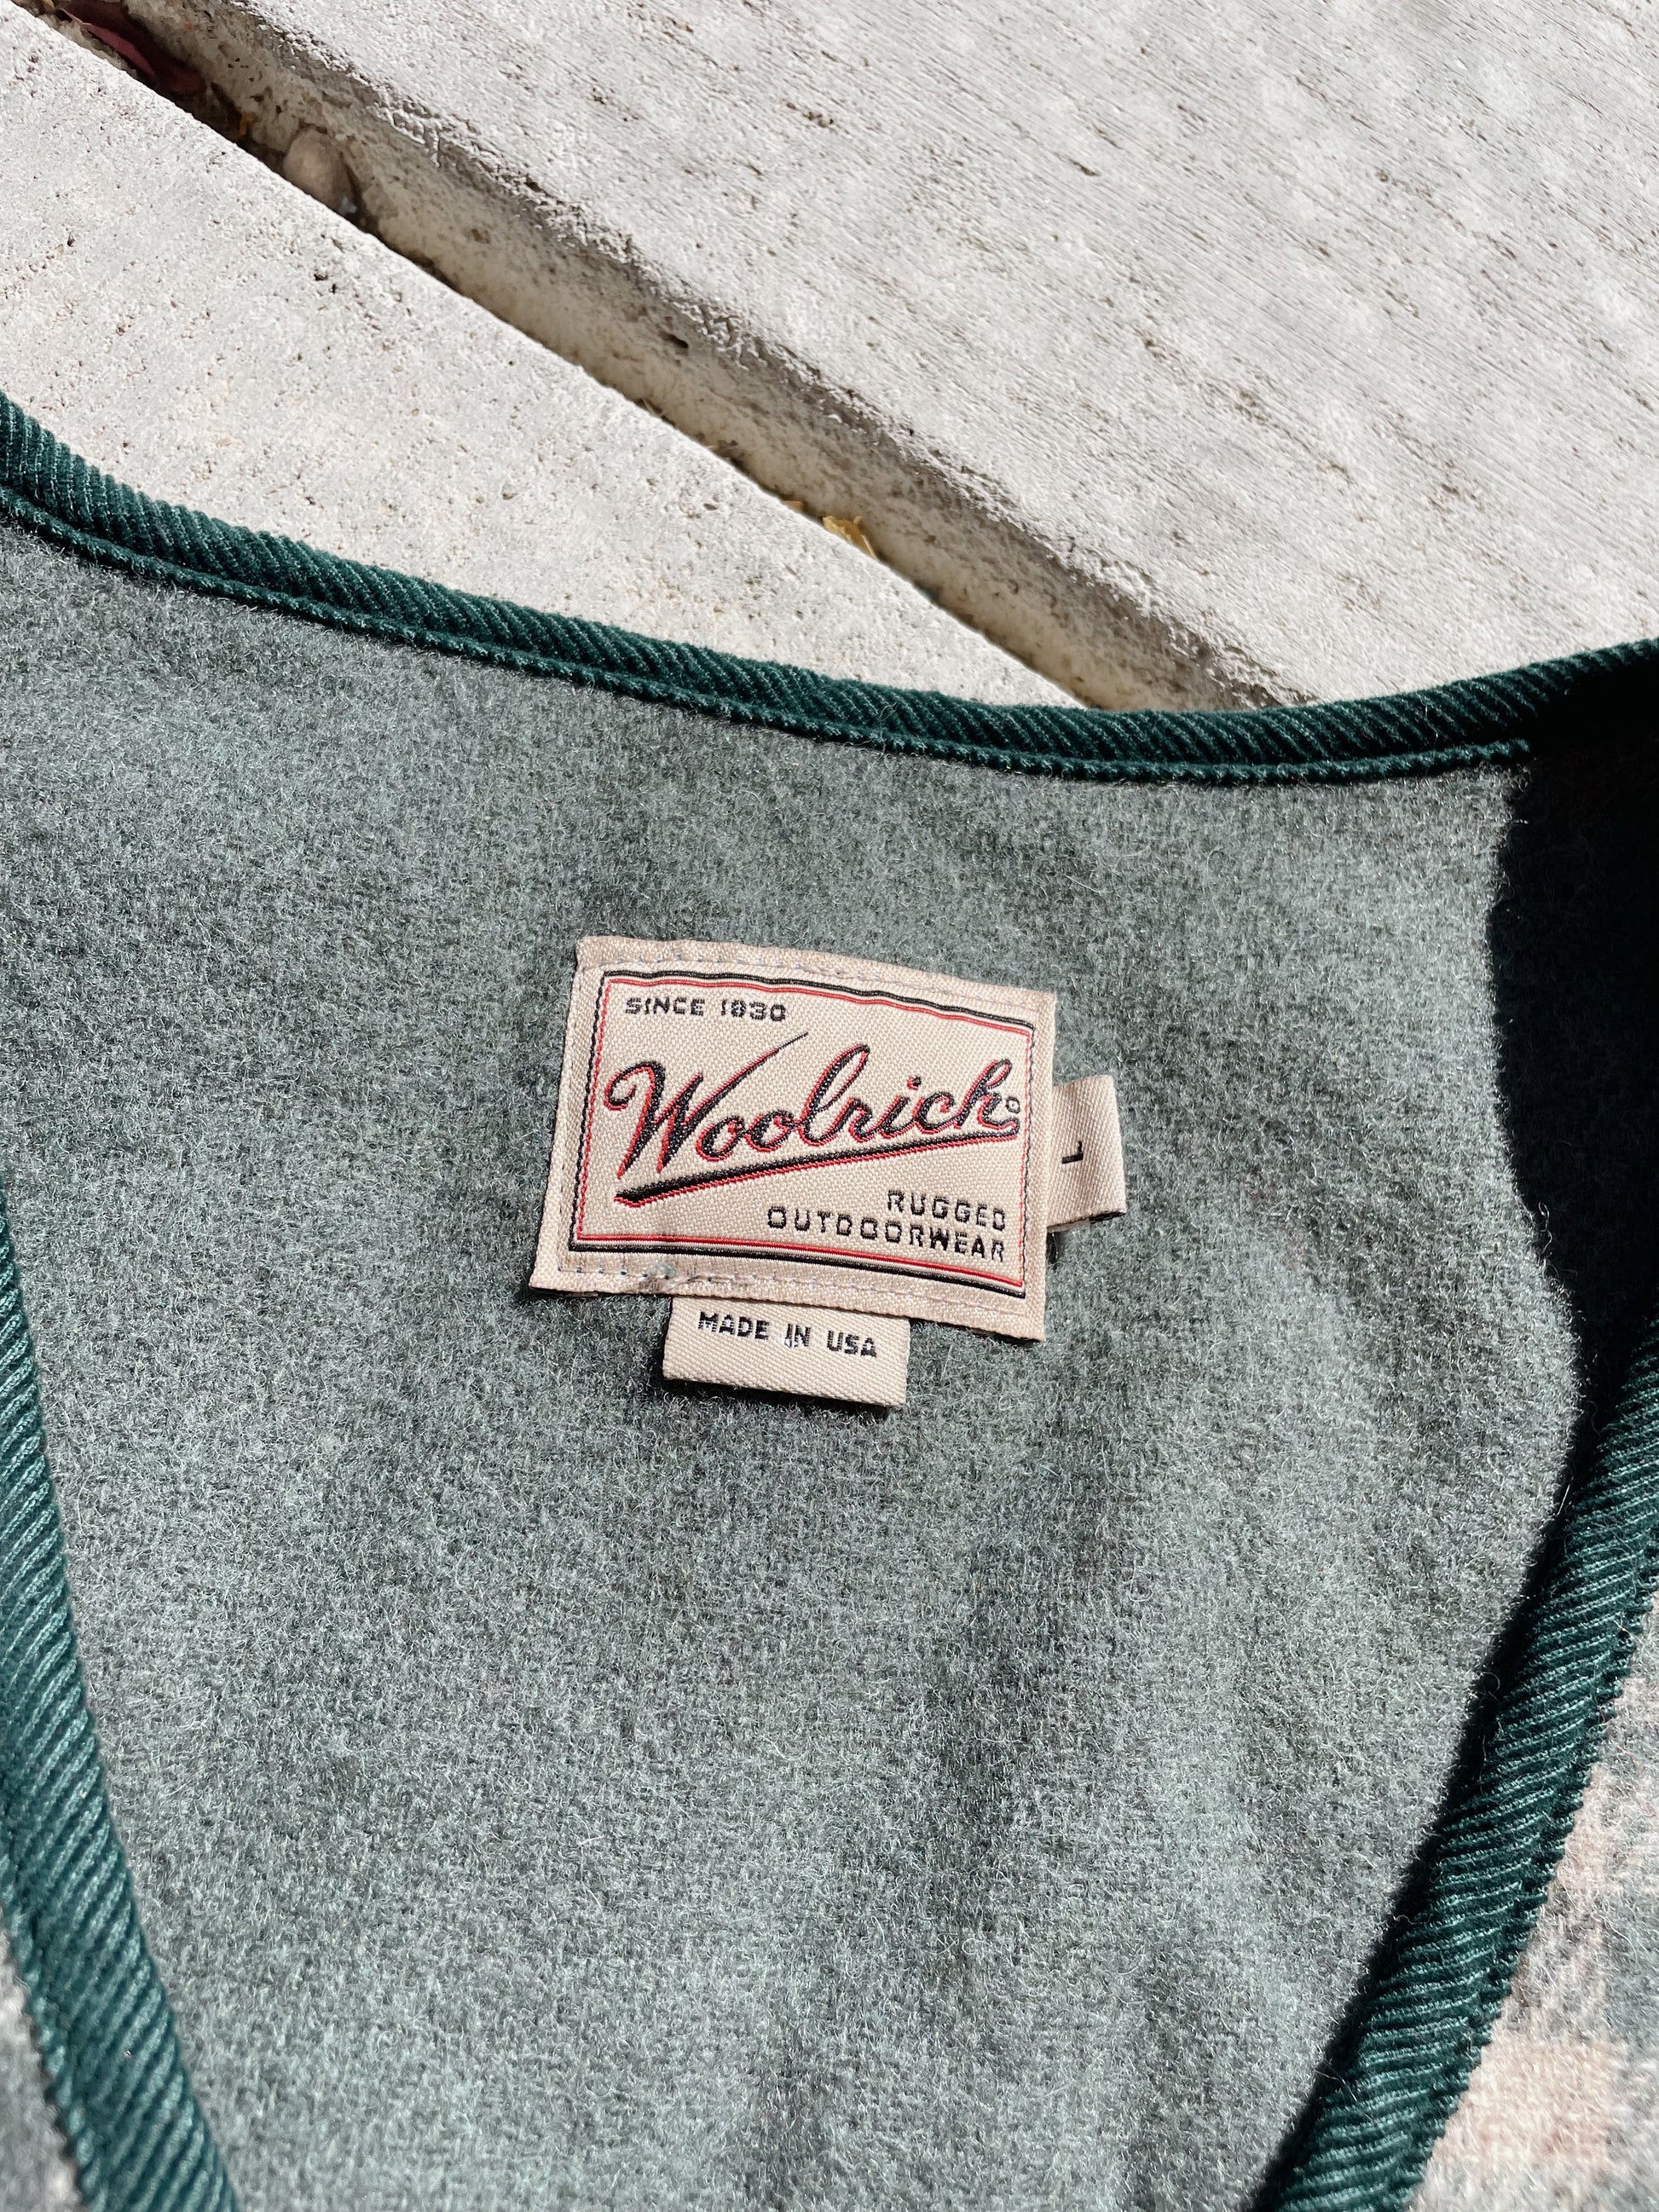 SINCE 1830
Woolrich®
L
RUGGED
OUTDOORWEAR
MADE IN USA